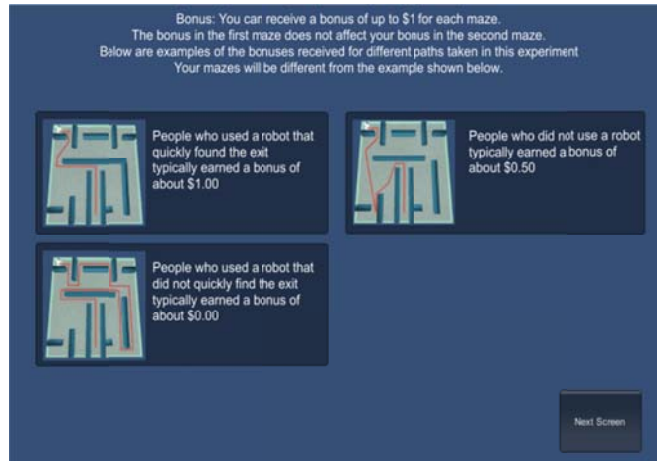 Bonus: You can receive a bonus of up to $1 for each maze.
The bonus in the first maze does not affect your bonus in the second maze.
Below are examples of the bonuses received for different paths taken in this experiment
Your mazes will be different from the example shown below.
People who used a robot that
quickly found the exit
typically earned a bonus of
about $1.00
People who did not use a robot
typically earned a bonus of
about $0.50
People who used a robot that
did not quickly find the exit
typically earned a bonus of
about $0.00
Next Screen